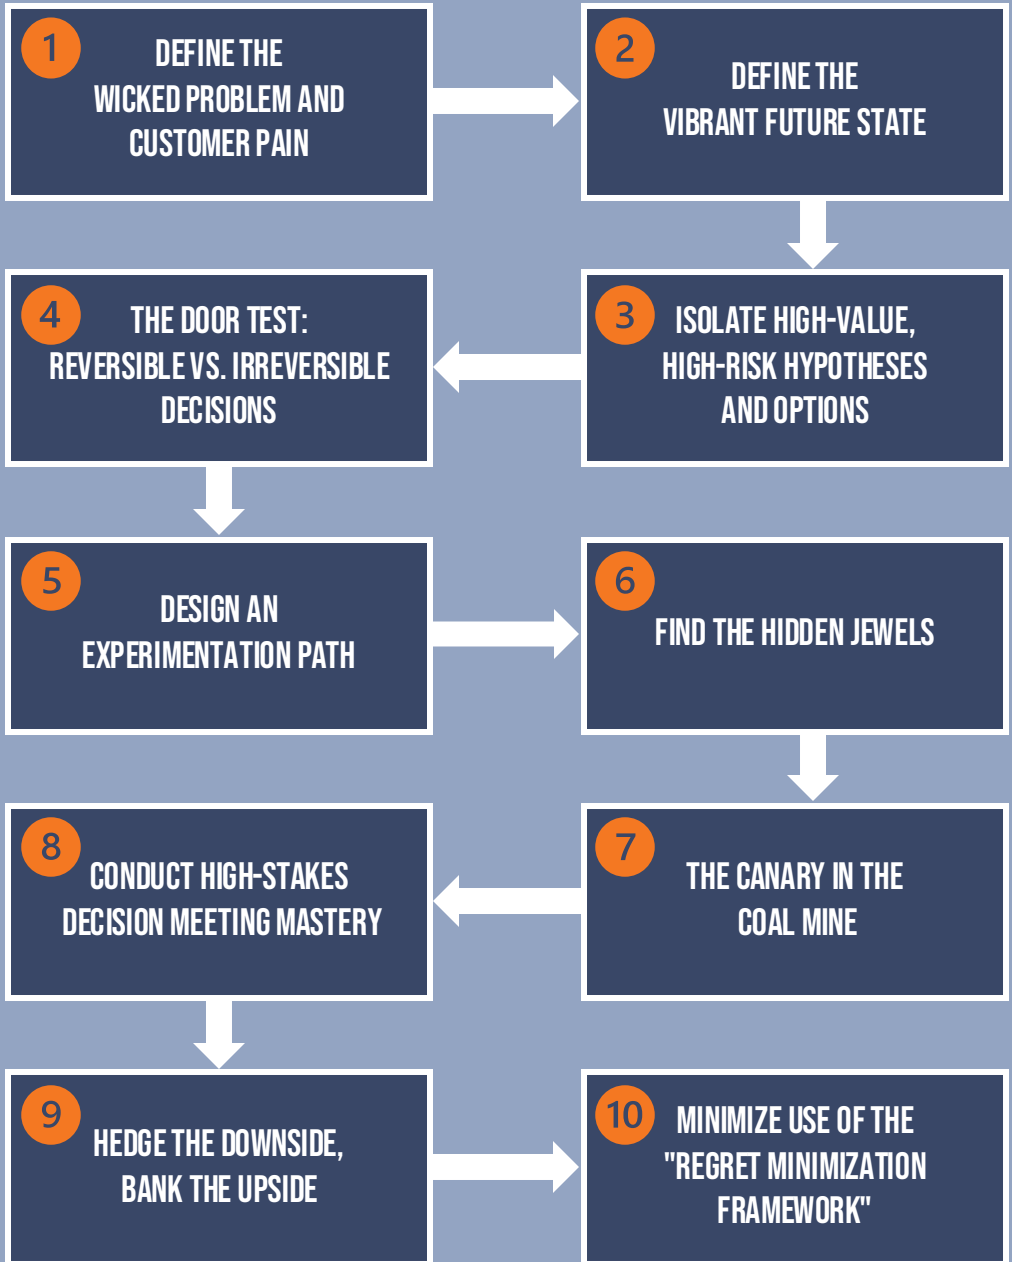 1
DEFINE THE
WICKED PROBLEM AND
CUSTOMER PAIN
2
DEFINE THE
VIBRANT FUTURE STATE
3
ISOLATE HIGH-VALUE,
HIGH-RISK HYPOTHESES
AND OPTIONS
4
THE DOOR TEST:
REVERSIBLE VS. IRREVERSIBLE
DECISIONS
5
DESIGN AN
EXPERIMENTATION PATH
6
FIND THE HIDDEN JEWELS
7
THE CANARY IN THE
COAL MINE
8
CONDUCT HIGH-STAKES
DECISION MEETING MASTERY
9
HEDGE THE DOWNSIDE,
BANK THE UPSIDE
10
MINIMIZE USE OF THE
"REGRET MINIMIZATION
FRAMEWORK"